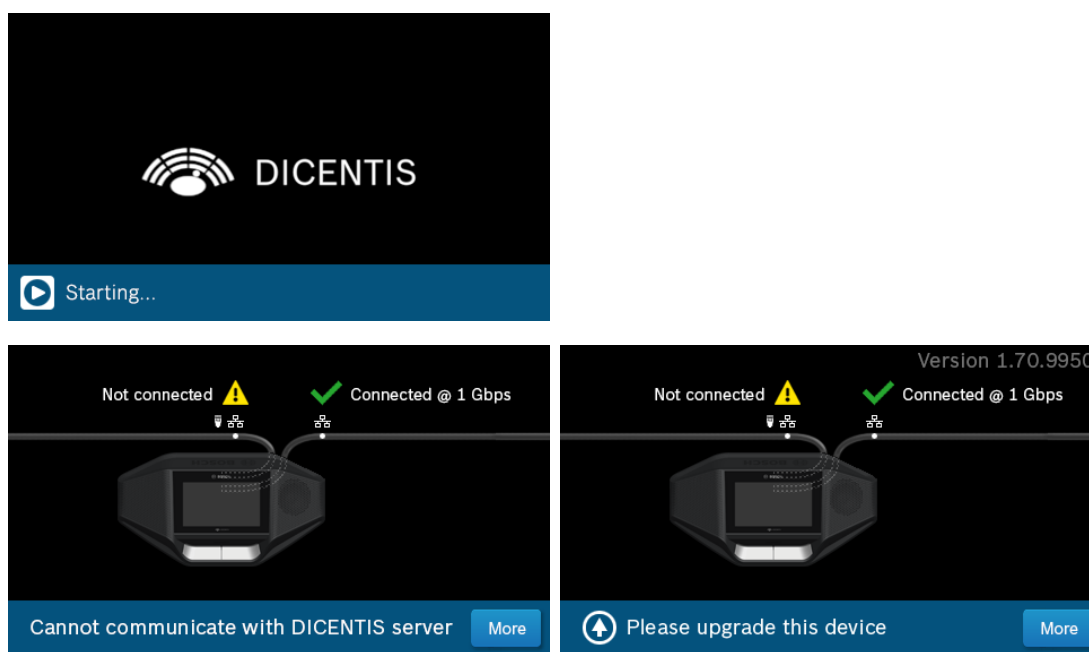 DICENTIS
Starting...
Not connected
Connected @ 1 Gbps
Cannot communicate with DICENTIS server
More
Version 1.70.9950
Not connected
Connected @ 1 Gbps
Please upgrade this device
More